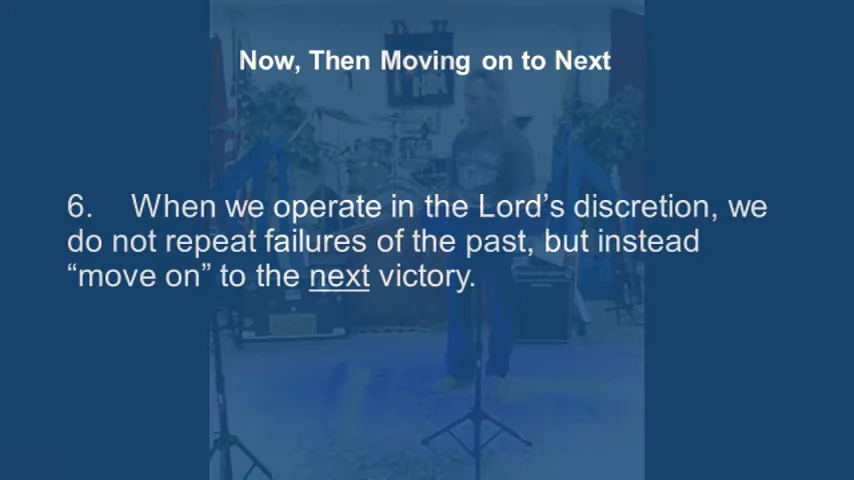 Now, Then Moving on to Next
6. When we operate in the Lord’s discretion, we
do not repeat failures of the past, but instead
“move on” to the next victory.